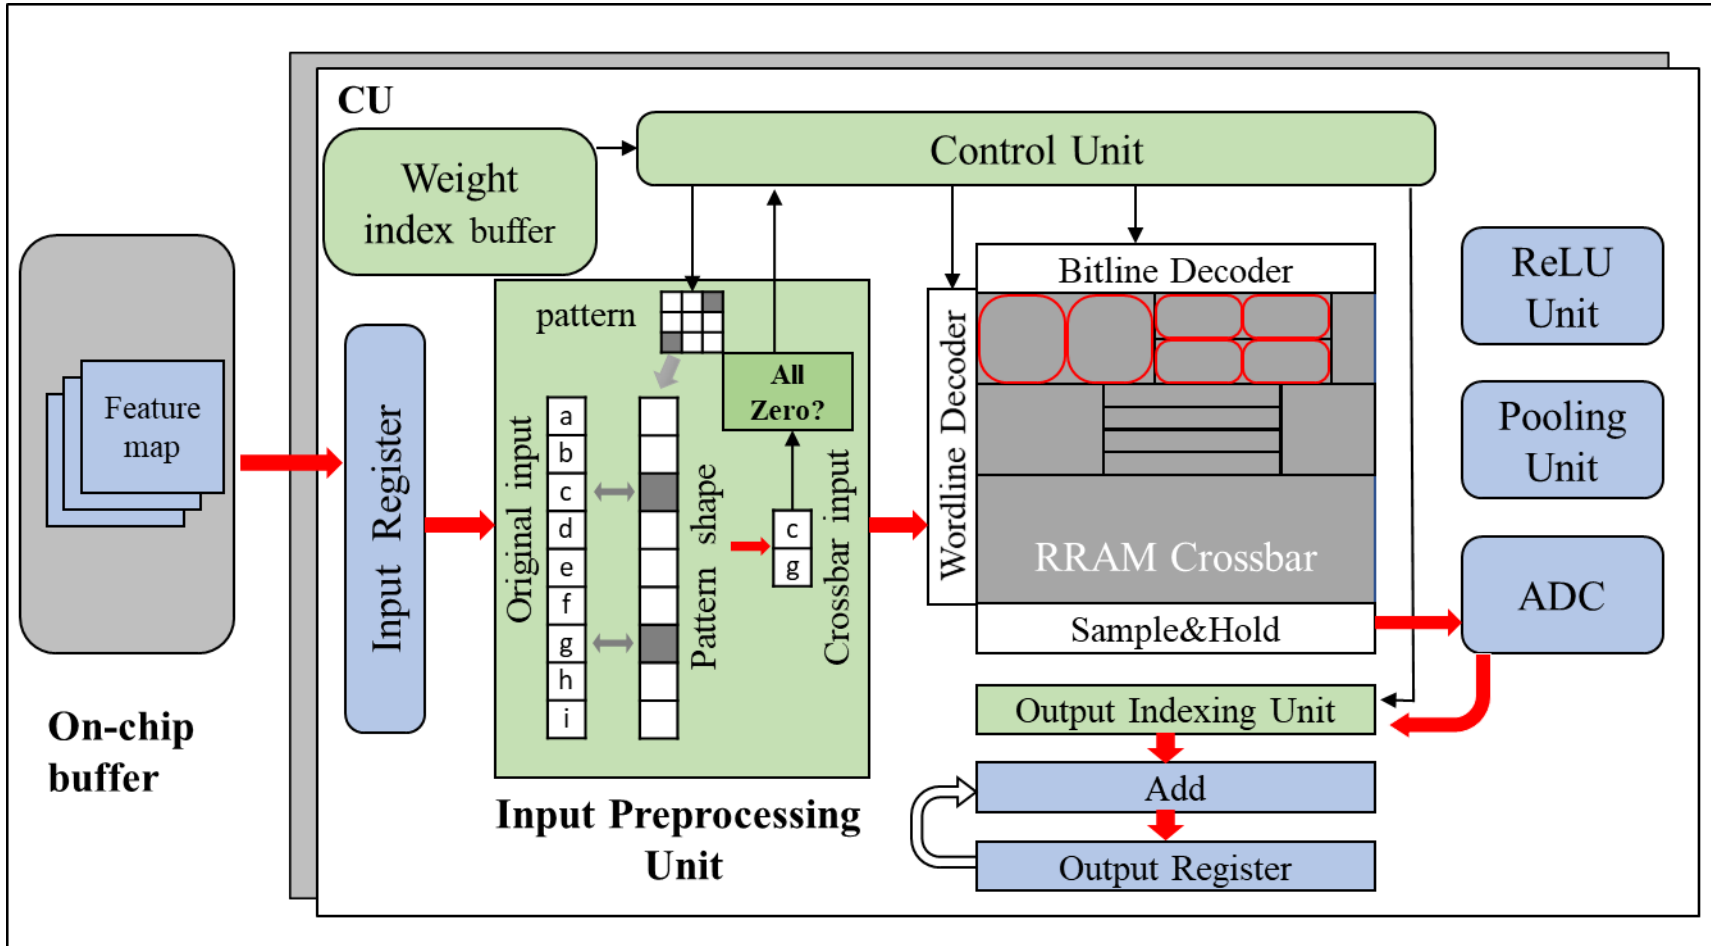 CU
Weight
index buffer
Control Unit
Feature
map
On-chip
buffer
Input Register
pattern
All
Zero?
Original input
a
b
c
d
e
f
g
h
i
Pattern shape
c
g
Crossbar input
Input Preprocessing
Unit
Wordline Decoder
Bitline Decoder
RRAM Crossbar
Sample&Hold
Output Indexing Unit
Add
Output Register
ReLU
Unit
Pooling
Unit
ADC